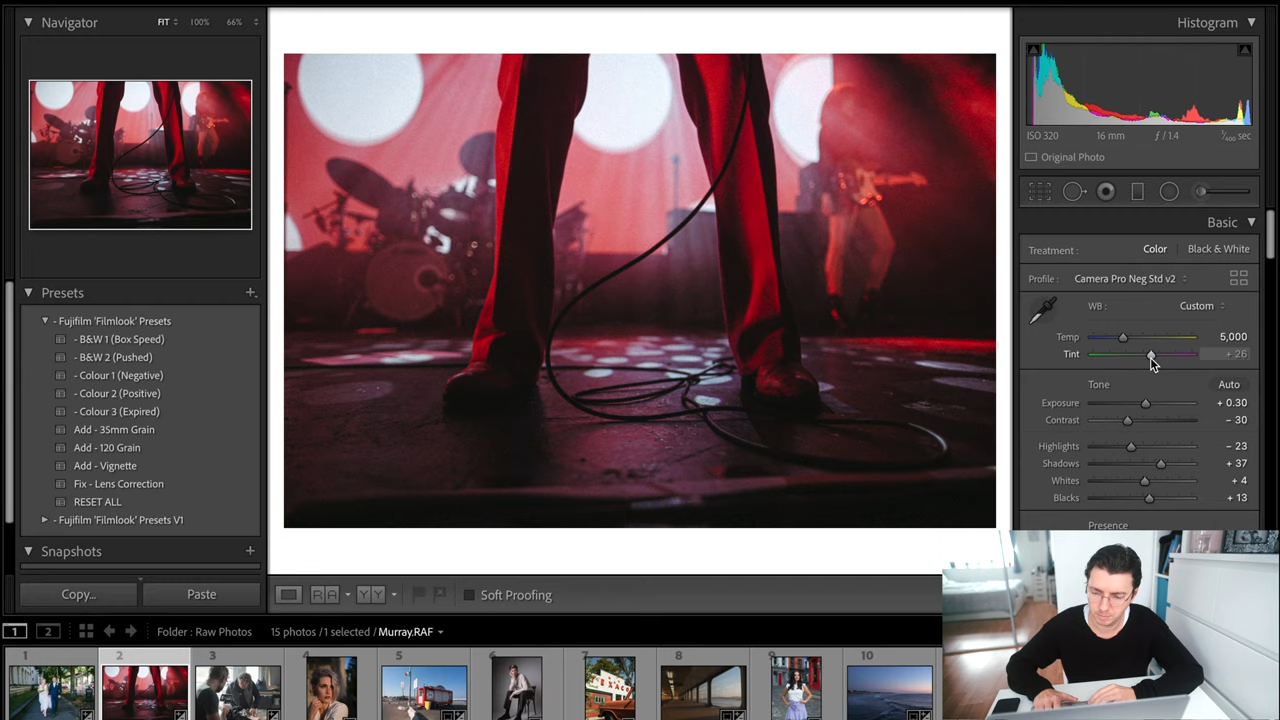 Navigator
FIT
100%
66%
Presets
- Fujifilm 'Filmlook' Presets
- B&W 1 (Box Speed)
- B&W 2 (Pushed)
- Colour 1 (Negative)
- Colour 2 (Positive)
- Colour 3 (Expired)
Add - 35mm Grain
Add - 120 Grain
Add - Vignette
Fix - Lens Correction
RESET ALL
- Fujifilm 'Filmlook' Presets V1
Snapshots
Copy...
Paste
R A
Y Y
Soft Proofing
Histogram
ISO 320 16 mm ƒ / 1.4 1/400 sec
Original Photo
Basic
Treatment : Color Black & White
Profile : Camera Pro Neg Std v2
WB : Custom
Temp 5,000
Tint + 26
Tone Auto
Exposure + 0.30
Contrast - 30
Highlights - 23
Shadows + 37
Whites + 4
Blacks + 13
Presence
1 2 Folder : Raw Photos 15 photos / 1 selected / Murray.RAF
1 2 3 4 5 6 7 8 9 10